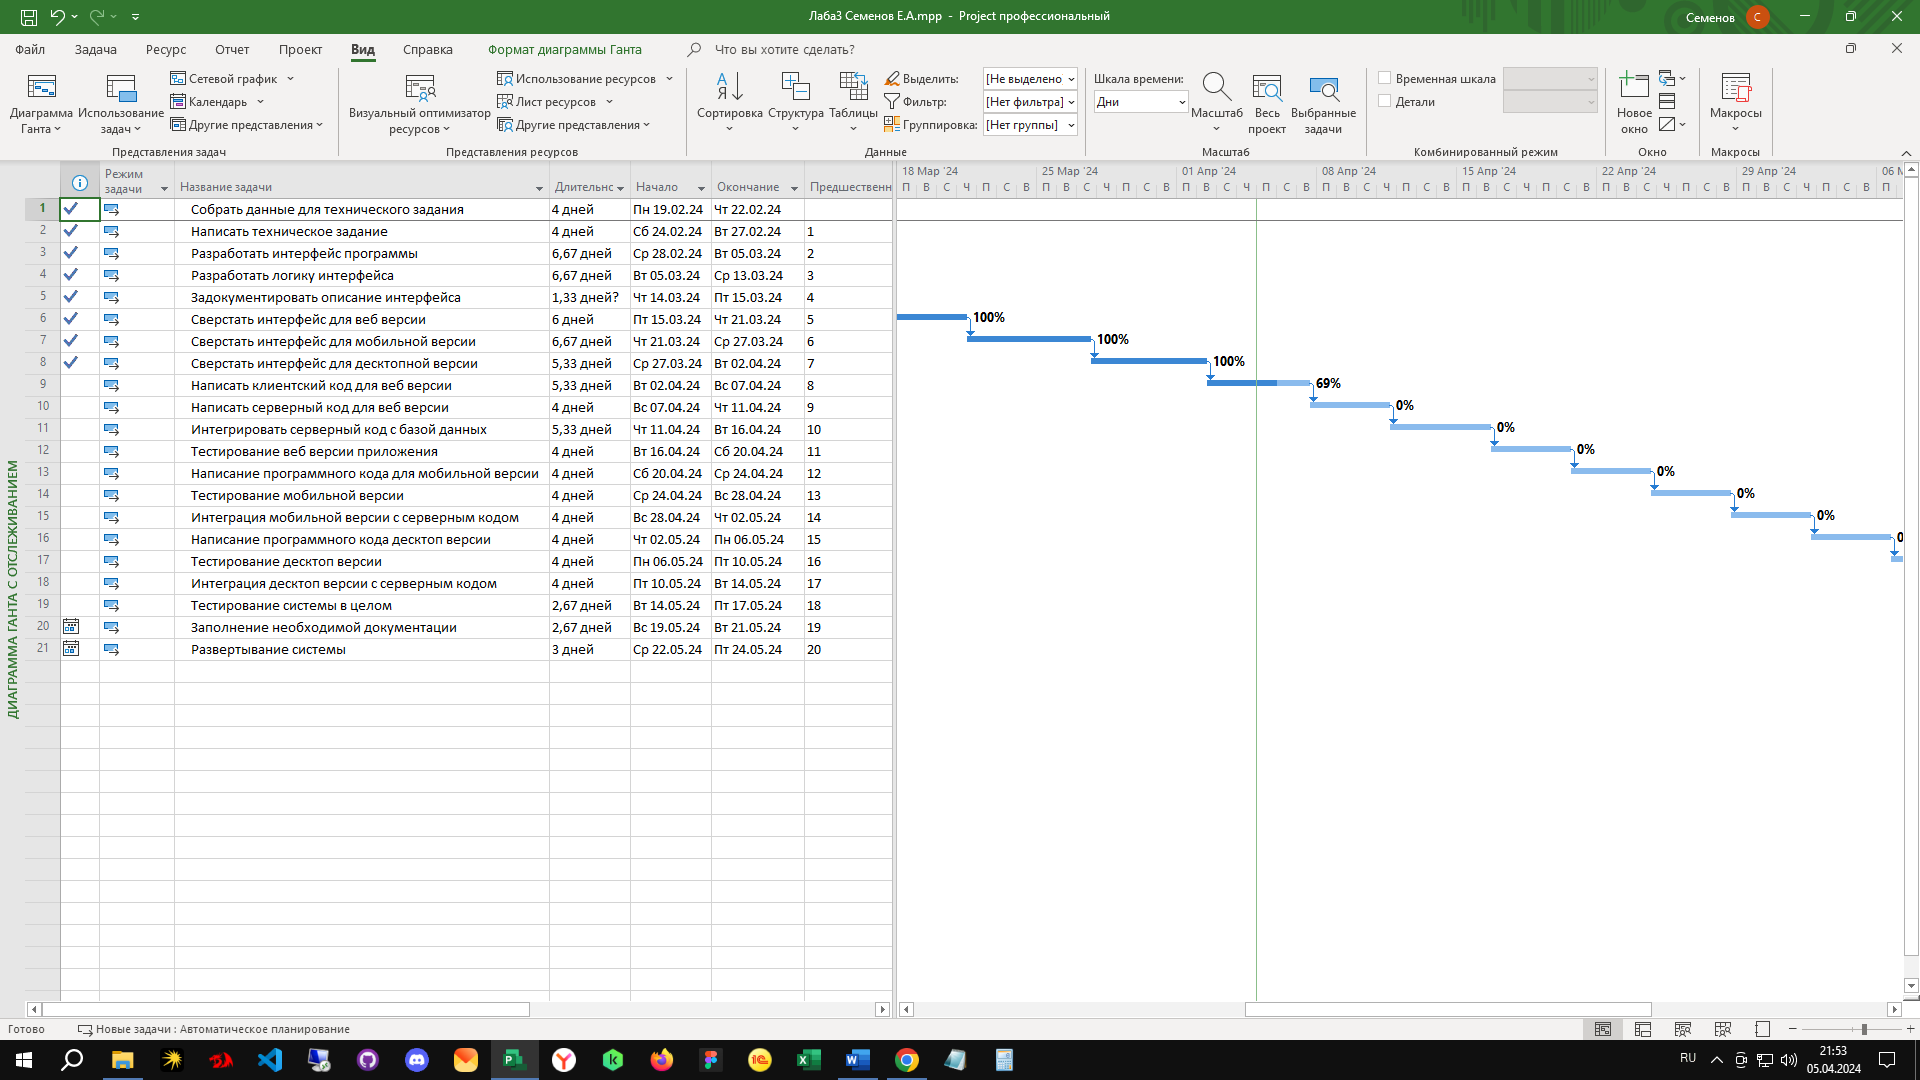 Лаба3 Семенов Е.А.mpp - Project профессиональный
Семенов С
Файл Задача Ресурс Отчет Проект Вид Справка Формат диаграммы Ганта Что вы хотите сделать?
Диаграмма Ганта
Использование задач
Сетевой график
Календарь
Другие представления
Представления задач
Визуальный оптимизатор ресурсов
Использование ресурсов
Лист ресурсов
Другие представления
Представления ресурсов
Сортировка
Структура
Таблицы
Выделить: [Не выделено
Фильтр: [Нет фильтра]
Группировка: [Нет группы]
Данные
Шкала времени:
Дни
Масштаб
Весь проект
Выбранные задачи
Масштаб
Временная шкала
Детали
Комбинированный режим
Новое окно
Окно
Макросы
Макросы
ДИАГРАММА ГАНТА С ОТСЛЕЖИВАНИЕМ
Режим задачи Название задачи Длительнс Начало Окончание Предшественн
1 Собрать данные для технического задания 4 дней Пн 19.02.24 Чт 22.02.24
2 Написать техническое задание 4 дней Сб 24.02.24 Вт 27.02.24 1
3 Разработать интерфейс программы 6,67 дней Ср 28.02.24 Вт 05.03.24 2
4 Разработать логику интерфейса 6,67 дней Вт 05.03.24 Ср 13.03.24 3
5 Задокументировать описание интерфейса 1,33 дней? Чт 14.03.24 Пт 15.03.24 4
6 Сверстать интерфейс для веб версии 6 дней Пт 15.03.24 Чт 21.03.24 5
7 Сверстать интерфейс для мобильной версии 6,67 дней Чт 21.03.24 Ср 27.03.24 6
8 Сверстать интерфейс для десктопной версии 5,33 дней Ср 27.03.24 Вт 02.04.24 7
9 Написать клиентский код для веб версии 5,33 дней Вт 02.04.24 Вс 07.04.24 8
10 Написать серверный код для веб версии 4 дней Вс 07.04.24 Чт 11.04.24 9
11 Интегрировать серверный код с базой данных 5,33 дней Чт 11.04.24 Вт 16.04.24 10
12 Тестирование веб версии приложения 4 дней Вт 16.04.24 Сб 20.04.24 11
13 Написание программного кода для мобильной версии 4 дней Сб 20.04.24 Ср 24.04.24 12
14 Тестирование мобильной версии 4 дней Ср 24.04.24 Вс 28.04.24 13
15 Интеграция мобильной версии с серверным кодом 4 дней Вс 28.04.24 Чт 02.05.24 14
16 Написание программного кода десктоп версии 4 дней Чт 02.05.24 Пн 06.05.24 15
17 Тестирование десктоп версии 4 дней Пн 06.05.24 Пт 10.05.24 16
18 Интеграция десктоп версии с серверным кодом 4 дней Пт 10.05.24 Вт 14.05.24 17
19 Тестирование системы в целом 2,67 дней Вт 14.05.24 Пт 17.05.24 18
20 Заполнение необходимой документации 2,67 дней Вс 19.05.24 Вт 21.05.24 19
21 Развертывание системы 3 дней Ср 22.05.24 Пт 24.05.24 20
18 Мар '24 25 Мар '24 01 Апр '24 08 Апр '24 15 Апр '24 22 Апр '24 29 Апр '24 06 М
П В С Ч П С В П В С Ч П С В П В С Ч П С В П В С Ч П С В П В С Ч П С В П В С Ч П С В П В С Ч П С В П
100%
100%
100%
69%
0%
0%
0%
0%
0%
0%
0
Готово Новые задачи : Автоматическое планирование
RU 21:53
05.04.2024